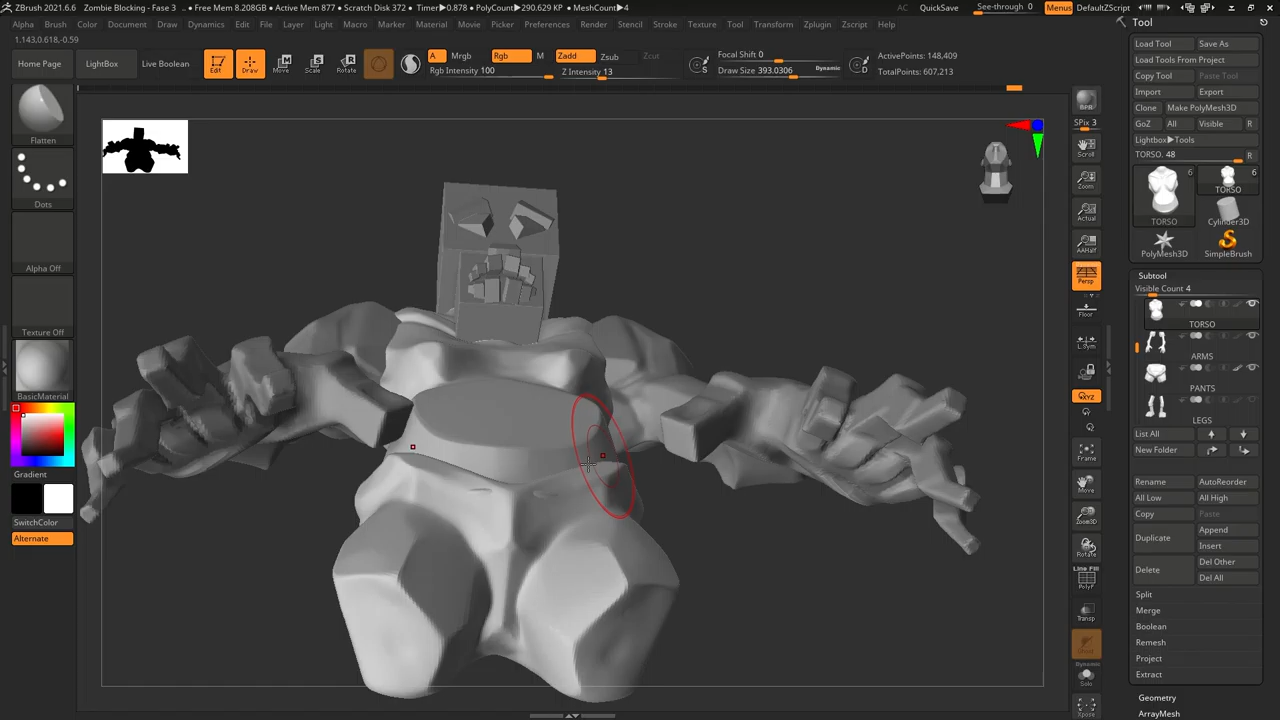 ZBrush 2021.6.6 Zombie Blocking - Fase 3 • Free Mem 8.208GB • Active Mem 877 • Scratch Disk 372 • Timer▶0.878 • PolyCount▶290.629 KP • MeshCount▶4 AC QuickSave See-through 0 Menus DefaultZScript
Alpha Brush Color Document Draw Dynamics Edit File Layer Light Macro Marker Material Movie Picker Preferences Render Stencil Stroke Texture Tool Transform Zplugin Zscript Help
1.143,0.618,-0.59
Home Page LightBox Live Boolean Edit Draw Move Scale Rotate
A Mrgb Rgb M Zadd Zsub Zcut
Rgb Intensity 100 Z Intensity 13
Focal Shift 0
Draw Size 393.0306 Dynamic
S D
ActivePoints: 148,409
TotalPoints: 607,213
Flatten
Dots
Alpha Off
Texture Off
BasicMaterial
Gradient
SwitchColor
Alternate
BPR
SPix 3
Scroll
Zoom
Actual
AAHalf
Persp
Floor
L.Sym
XYZ
Frame
Move
Zoom3D
Rotate
Line Fill
PolyF
Transp
Ghost
Dynamic
Solo
Xpose
Tool
Load Tool Save As
Load Tools From Project
Copy Tool Paste Tool
Import Export
Clone Make PolyMesh3D
GoZ All Visible R
Lightbox▶Tools
TORSO. 48 R
6 6
TORSO TORSO
Cylinder3D
PolyMesh3D SimpleBrush
Subtool
Visible Count 4
TORSO
ARMS
PANTS
LEGS
List All
New Folder
Rename AutoReorder
All Low All High
Copy Paste
Duplicate Append
Insert
Delete Del Other
Del All
Split
Merge
Boolean
Remesh
Project
Extract
Geometry
ArrayMesh